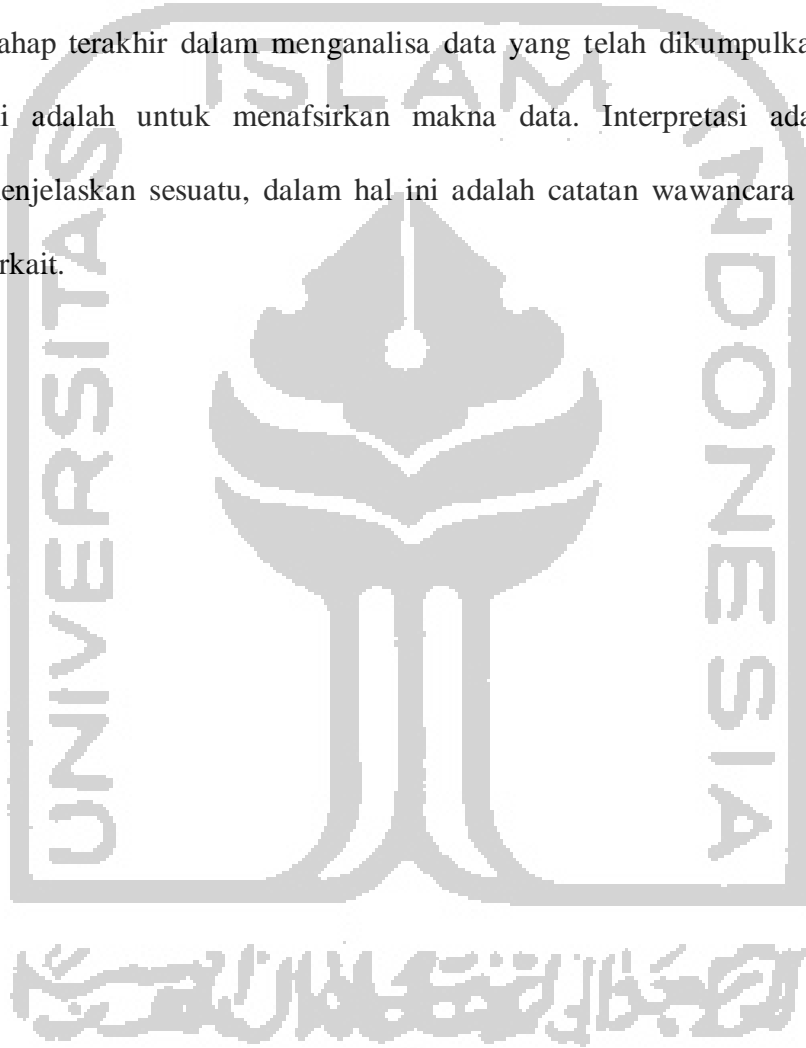 ahap terakhir dalam menganalisa data yang telah dikumpulka
i adalah untuk menafsirkan makna data. Interpretasi ada
enjelaskan sesuatu, dalam hal ini adalah catatan wawancara
rkait.
ISLAM
UNIVERSITAS
INDONESIA